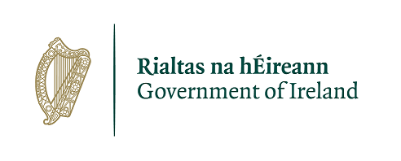 Rialtas na hÉireann
Government of Ireland